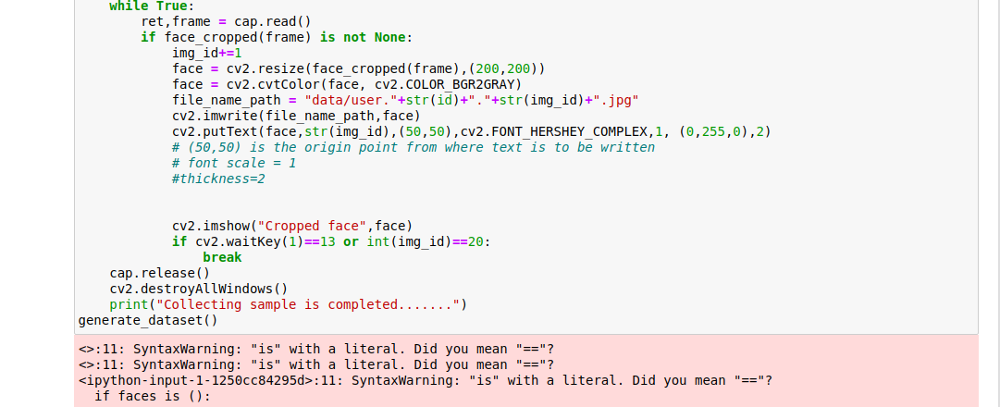 while True:
ret,frame = cap.read()
if face_cropped(frame) is not None:
img_id+=1
face = cv2.resize(face_cropped(frame),(200,200))
face = cv2.cvtColor(face, cv2.COLOR_BGR2GRAY)
file_name_path = "data/user."+str(id)+"."+str(img_id)+".jpg"
cv2.imwrite(file_name_path,face)
cv2.putText(face,str(img_id),(50,50),cv2.FONT_HERSHEY_COMPLEX,1, (0,255,0),2)
# (50,50) is the origin point from where text is to be written
# font scale = 1
#thickness=2
cv2.imshow("Cropped face",face)
if cv2.waitKey(1)==13 or int(img_id)==20:
break
cap.release()
cv2.destroyAllWindows()
print("Collecting sample is completed.......")
generate_dataset()
<>:11: SyntaxWarning: "is" with a literal. Did you mean "=="?
<>:11: SyntaxWarning: "is" with a literal. Did you mean "=="?
<ipython-input-1-1250cc84295d>:11: SyntaxWarning: "is" with a literal. Did you mean "=="?
if faces is ():